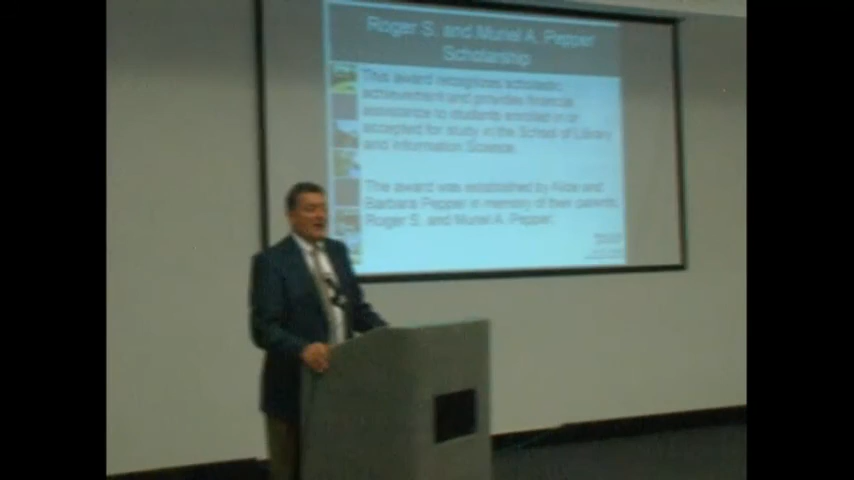 Roger S. and Muriel A. Pepper
Scholarship
This award recognizes scholastic
achievement and provides financial
assistance to students enrolled in or
accepted for study in the School of Library
and Information Science.
The award was established by and
Barbara Pepper in memory of their parents,
Roger S. and Muriel A. Pepper.